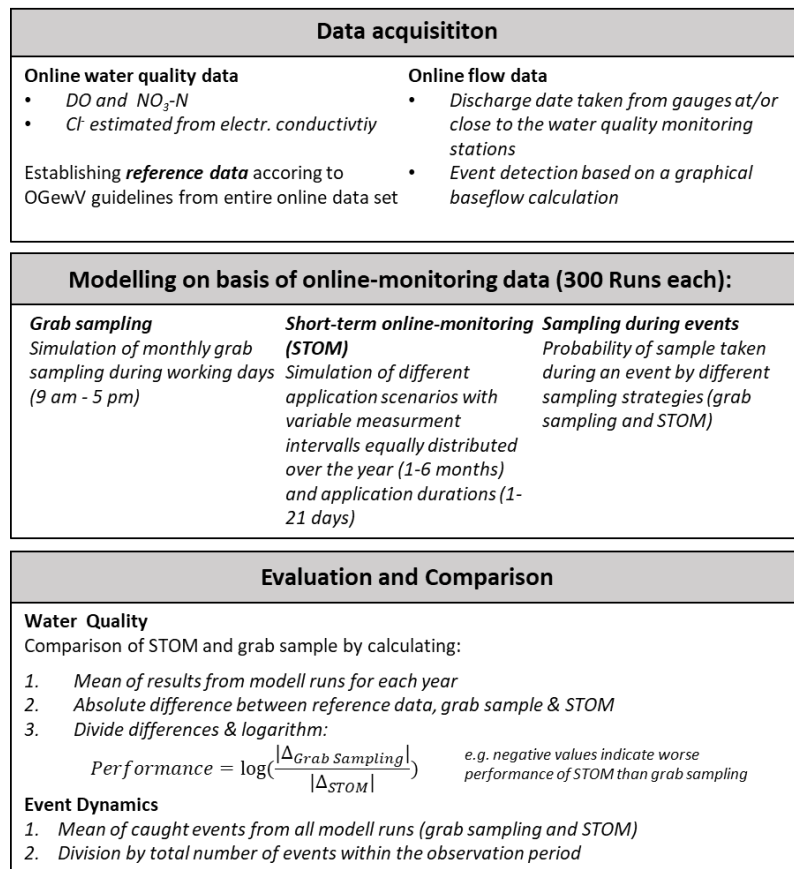 Data acquisititon
Online water quality data
• DO and NO₃-N
• Cl⁻ estimated from electr. conductivtiy
Establishing reference data accoring to
OGewV guidelines from entire online data set
Online flow data
• Discharge date taken from gauges at/or
close to the water quality monitoring
stations
• Event detection based on a graphical
baseflow calculation
Modelling on basis of online-monitoring data (300 Runs each):
Grab sampling
Simulation of monthly grab
sampling during working days
(9 am - 5 pm)
Short-term online-monitoring
(STOM)
Simulation of different
application scenarios with
variable measurment
intervalls equally distributed
over the year (1-6 months)
and application durations (1-
21 days)
Sampling during events
Probability of sample taken
during an event by different
sampling strategies (grab
sampling and STOM)
Evaluation and Comparison
Water Quality
Comparison of STOM and grab sample by calculating:
1. Mean of results from modell runs for each year
2. Absolute difference between reference data, grab sample & STOM
3. Divide differences & logarithm:
Performance = log(|Δ_Grab Sampling| / |Δ_STOM|)
e.g. negative values indicate worse
performance of STOM than grab sampling
Event Dynamics
1. Mean of caught events from all modell runs (grab sampling and STOM)
2. Division by total number of events within the observation period